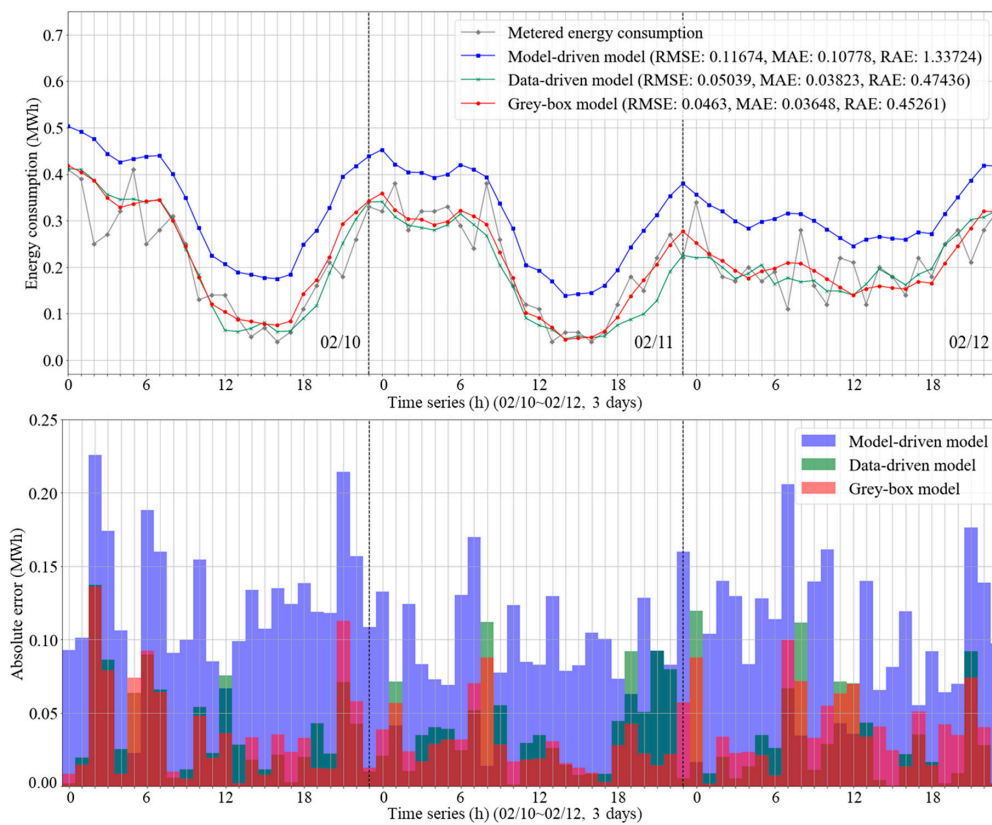 0.7
0.6
0.5
0.4
0.3
0.2
0.1
0.0
Energy consumption (MWh)
Metered energy consumption
Model-driven model (RMSE: 0.11674, MAE: 0.10778, RAE: 1.33724)
Data-driven model (RMSE: 0.05039, MAE: 0.03823, RAE: 0.47436)
Grey-box model (RMSE: 0.0463, MAE: 0.03648, RAE: 0.45261)
02/10
02/11
02/12
0 6 12 18 0 6 12 18 0 6 12 18
Time series (h) (02/10~02/12, 3 days)
0.25
0.20
0.15
0.10
0.05
0.00
Absolute error (MWh)
Model-driven model
Data-driven model
Grey-box model
0 6 12 18 0 6 12 18 0 6 12 18
Time series (h) (02/10~02/12, 3 days)